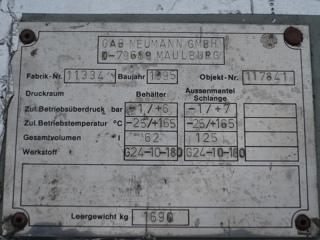 GAB NEUMANN GMBH
D-79689 MAULBURG
Fabrik-Nr. 11334 Baujahr 1995 Objekt-Nr. 117841
Druckraum Behälter Aussenmantel Schlange
Zul. Betriebsüberdruck bar -1/+6 -1/+7
Zul. Betriebstemperatur °C -25/+165 -25/+165
Gesamtvolumen l 62 125
Werkstoff G24-10-180 G24-10-180
Leergewicht kg 1690